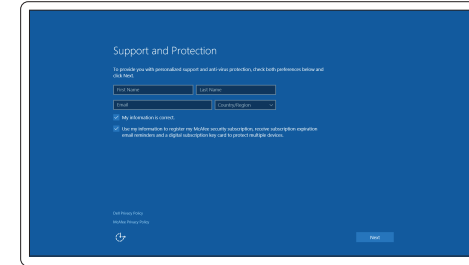 Support and Protection
To provide you with personalized support and anti-virus protection, check both preferences below and
click Next.
First Name
Last Name
Email
Country/Region
My information is correct.
Use my information to register my McAfee security subscription, receive subscription expiration
email reminders and a digital subscription key card to protect multiple devices.
Dell Privacy Policy
McAfee Privacy Policy
Next